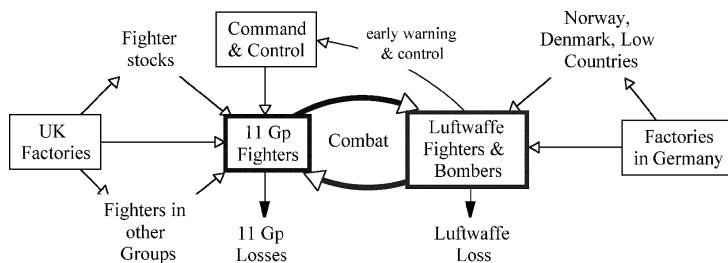 Fighter
stocks
Command
& Control
early warning
& control
Norway,
Denmark, Low
Countries
UK
Factories
11 Gp
Fighters
Combat
Luftwaffe
Fighters &
Bombers
Factories
in Germany
Fighters in
other
Groups
11 Gp
Losses
Luftwaffe
Loss